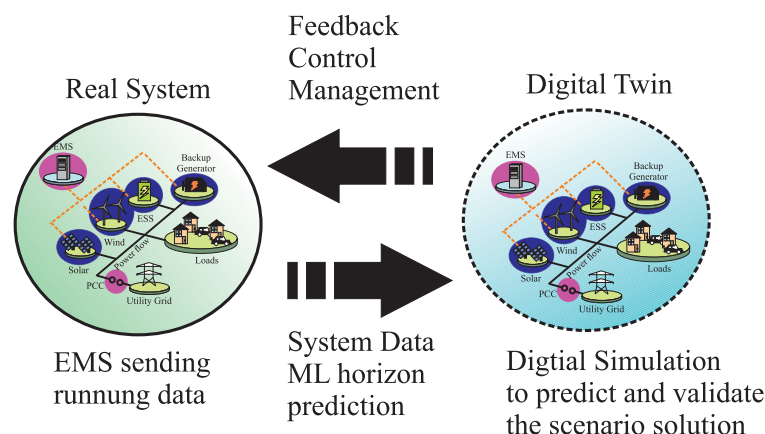 Feedback
Control
Management
Real System
EMS
Backup
Generator
ESS
Wind
Power flow
Solar
Loads
PCC
Utility Grid
EMS sending
runnung data
System Data
ML horizon
prediction
Digital Twin
EMS
Backup
Generator
ESS
Wind
Power flow
Solar
Loads
PCC
Utility Grid
Digtial Simulation
to predict and validate
the scenario solution